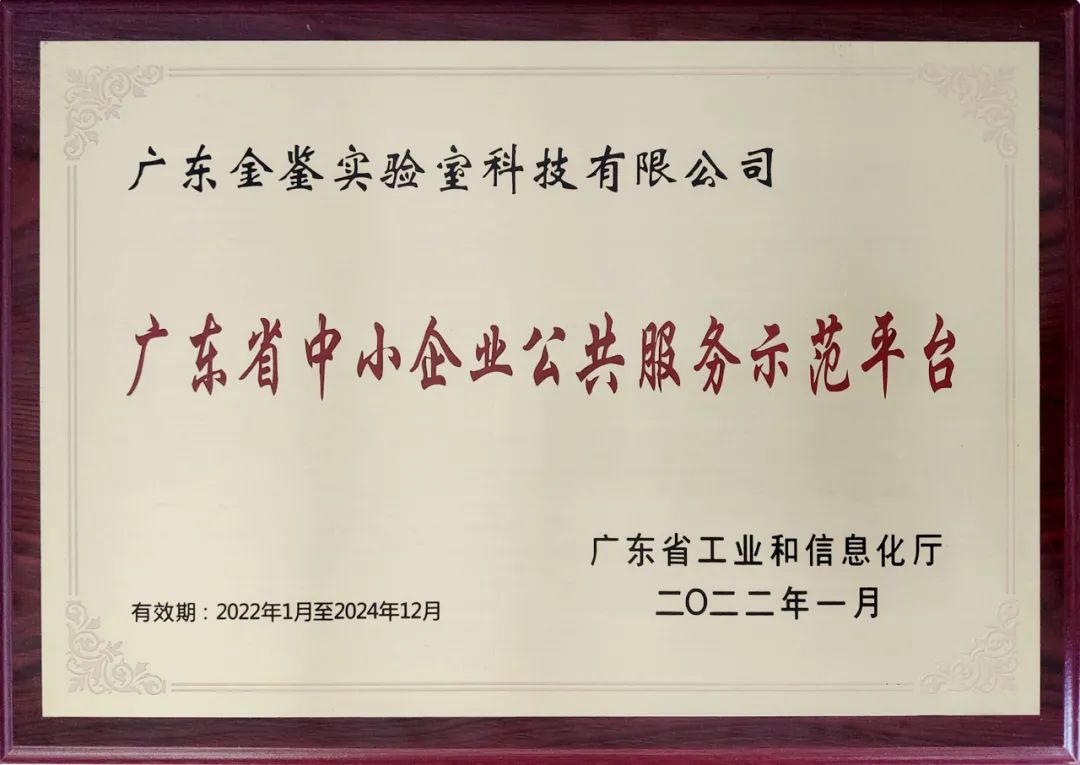 广东金鉴实验室科技有限公司
广东省中小企业公共服务示范平台
广东省工业和信息化厅
有效期：2022年1月至2024年12月
二〇二二年一月